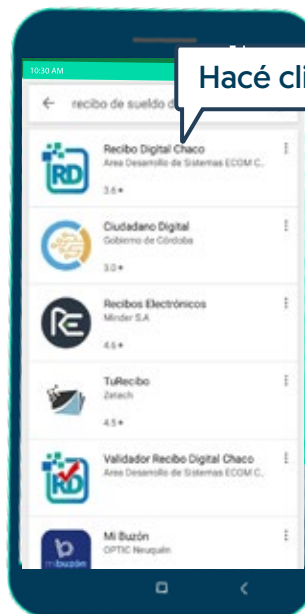 10:30 AM
Hacé cli
recibo de sueldo d
Recibo Digital Chaco
Area Desarrollo de Sistemas ECOM C.
3.6★
RD
Ciudadano Digital
Gobierno de Córdoba
3.0★
Recibos Electrónicos
Minder S.A
4.6★
RE
TuRecibo
Zetech
4.5★
Validador Recibo Digital Chaco
Area Desarrollo de Sistemas ECOM C.
RD
Mi Buzón
OPTIC Neuquén
mibuzón